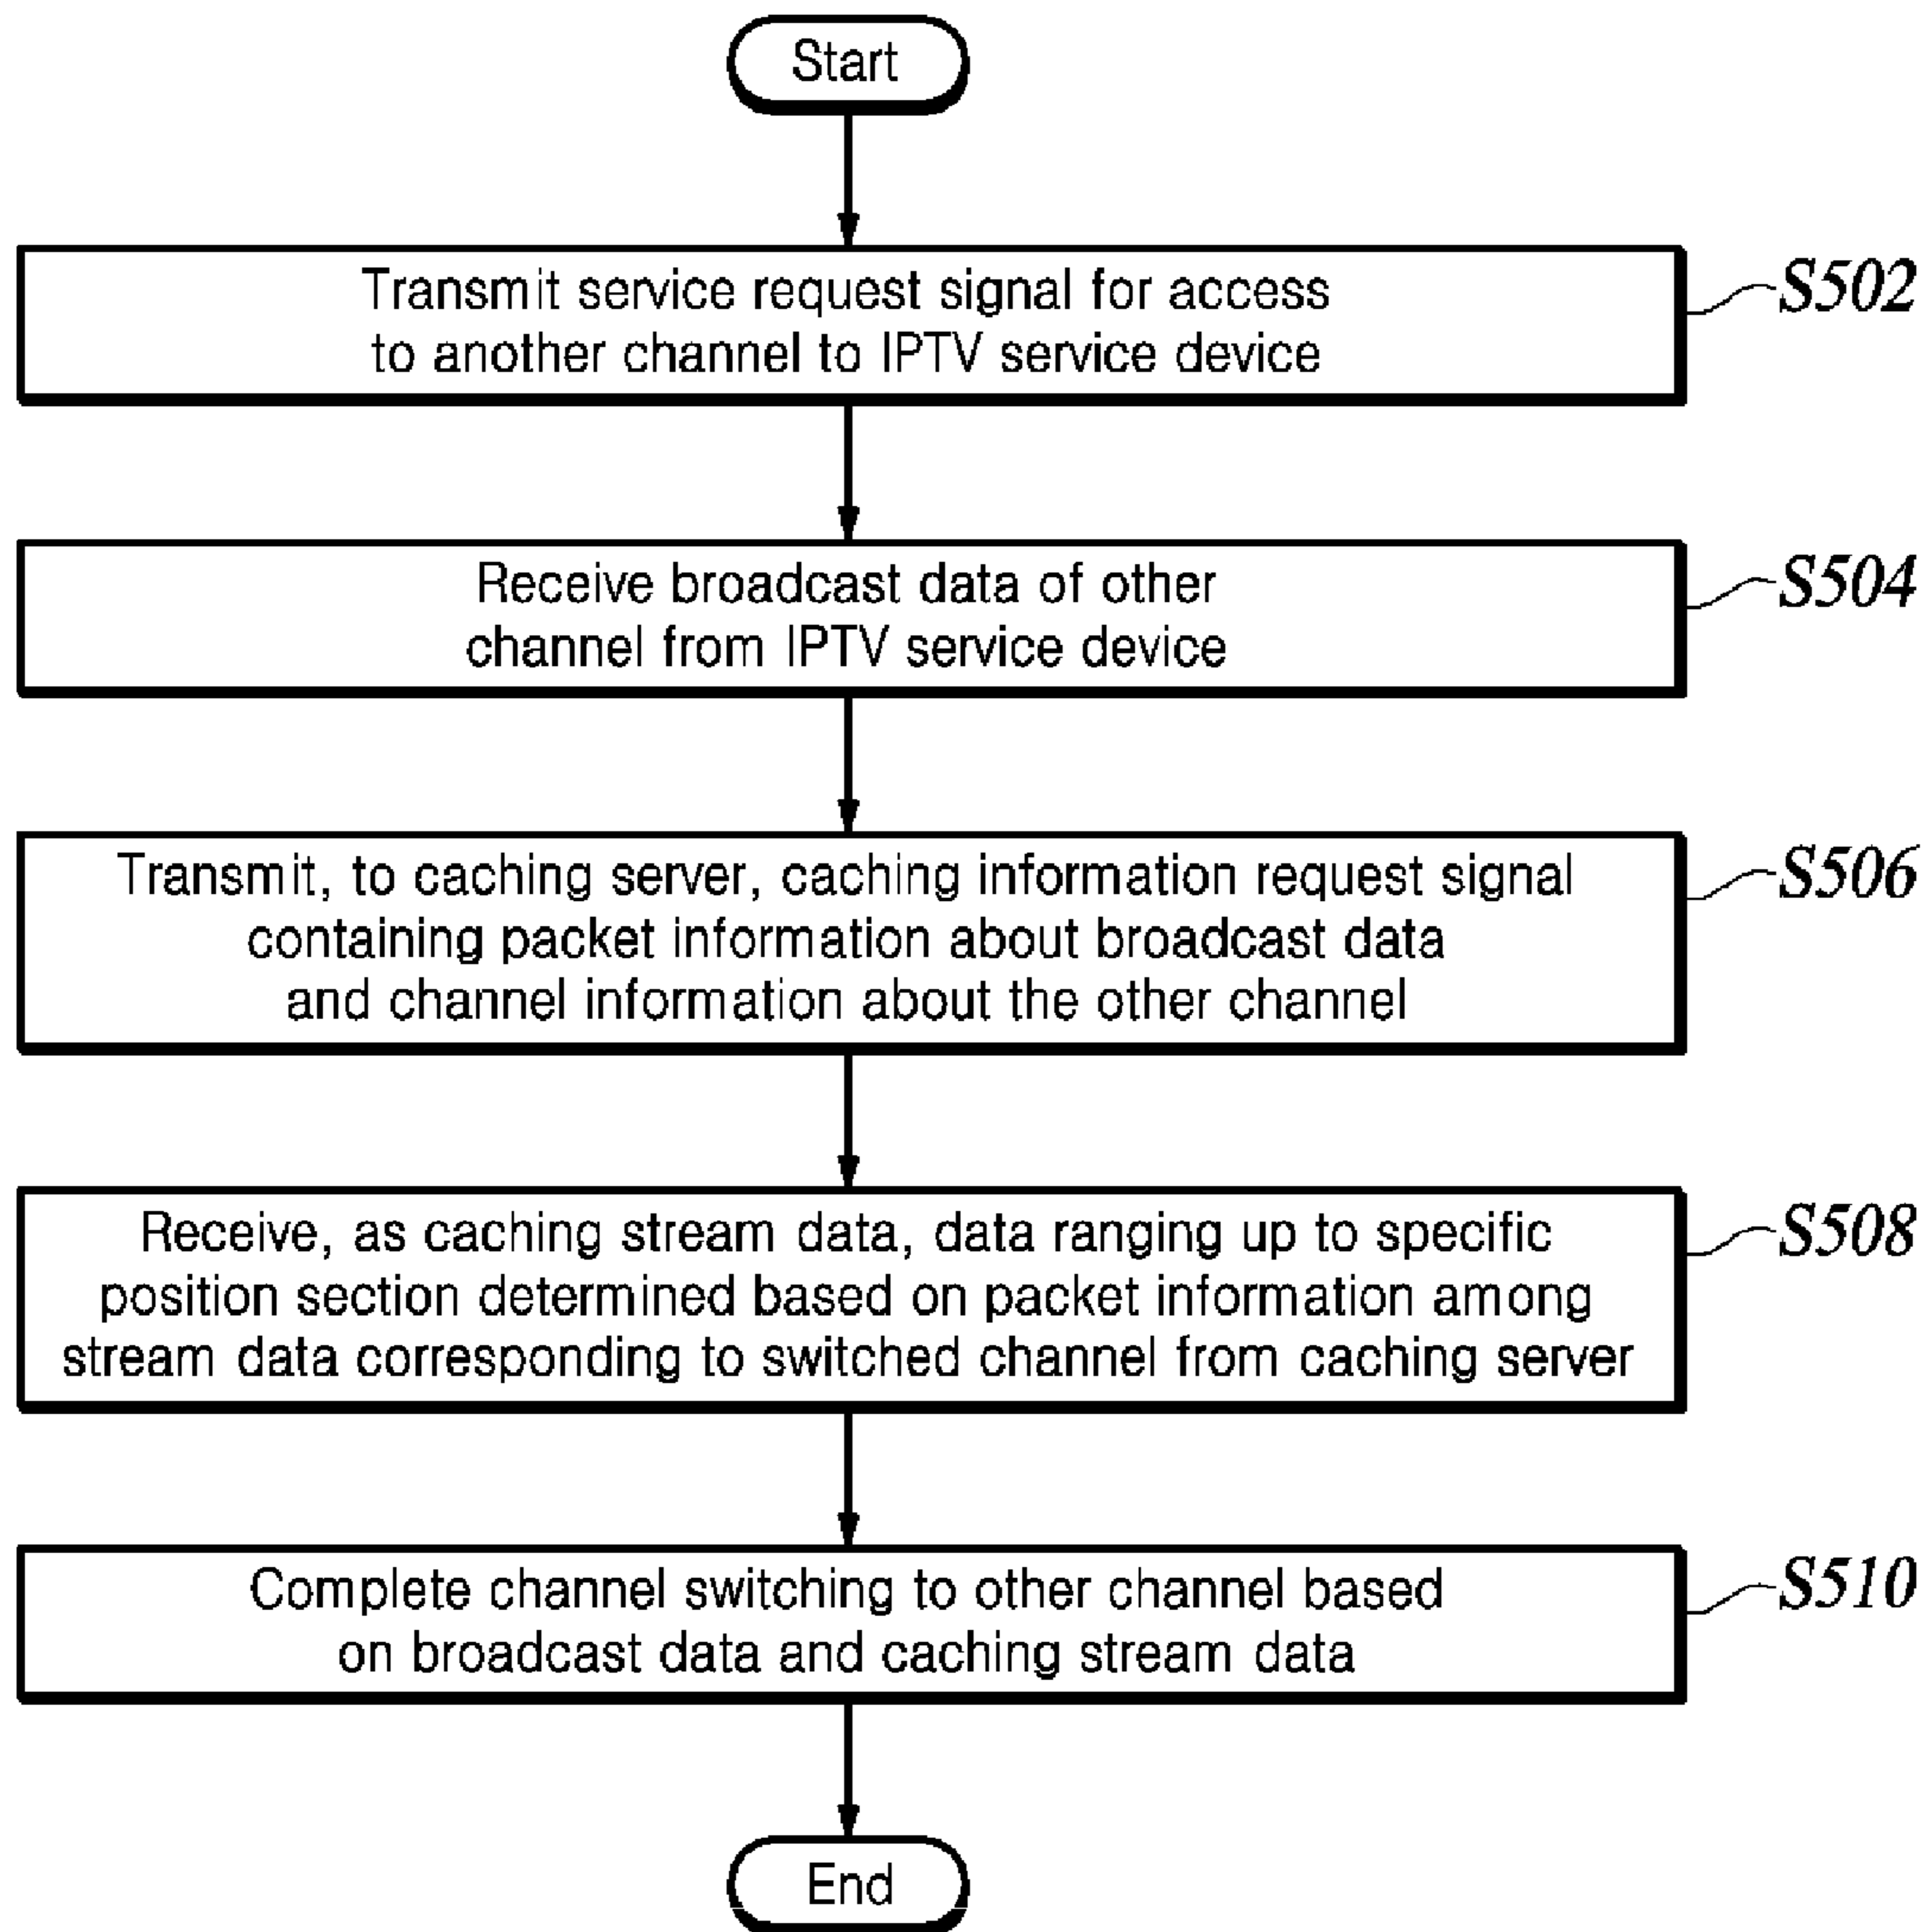 Start
Transmit service request signal for access
to another channel to IPTV service device
S502
Receive broadcast data of other
channel from IPTV service device
S504
Transmit, to caching server, caching information request signal
containing packet information about broadcast data
and channel information about the other channel
S506
Receive, as caching stream data, data ranging up to specific
position section determined based on packet information among
stream data corresponding to switched channel from caching server
S508
Complete channel switching to other channel based
on broadcast data and caching stream data
S510
End